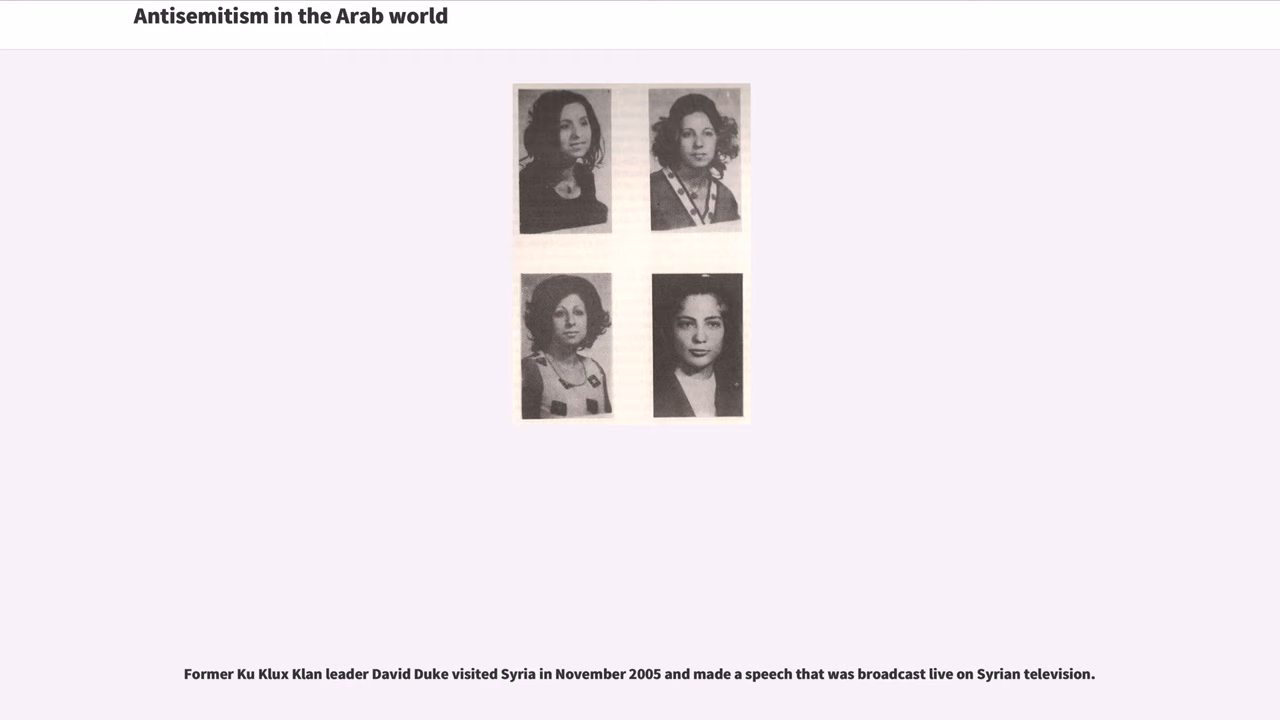 Antisemitism in the Arab world
Former Ku Klux Klan leader David Duke visited Syria in November 2005 and made a speech that was broadcast live on Syrian television.